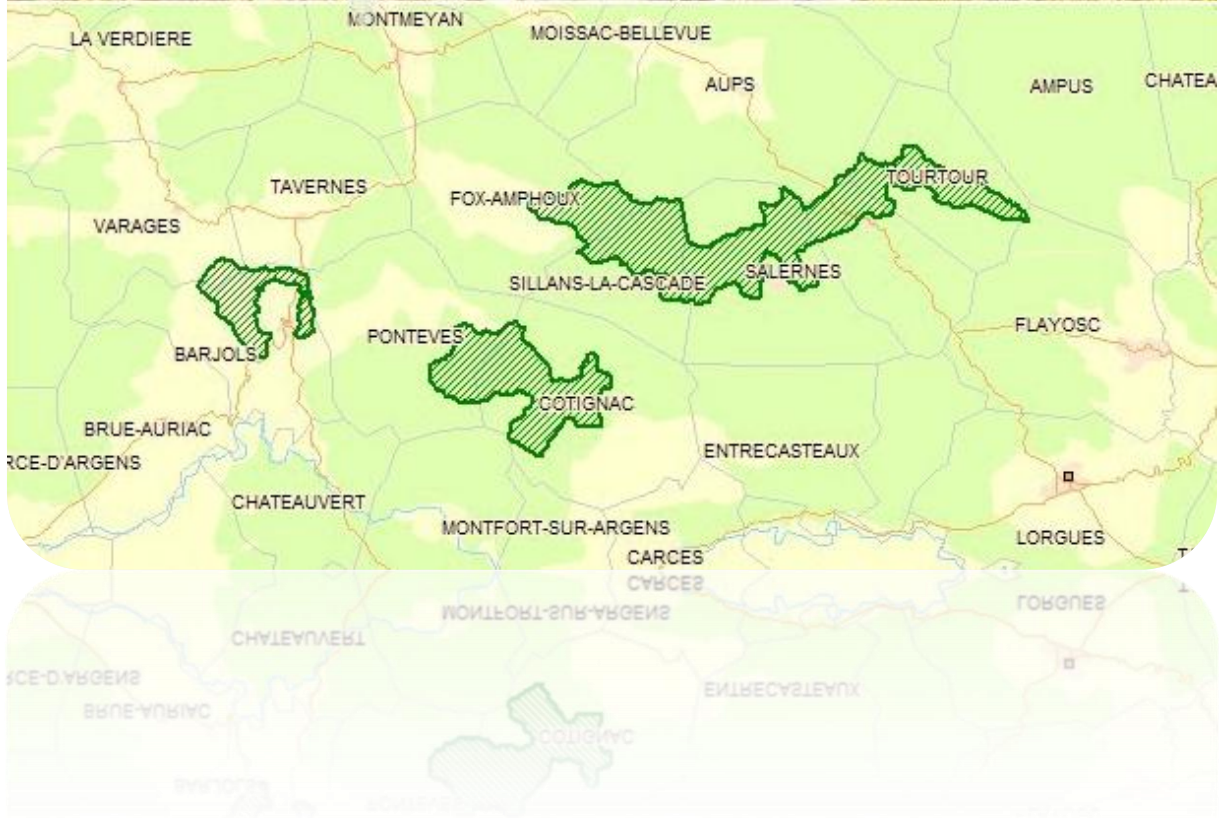 MONTMEYAN
LA VERDIERE
MOISSAC-BELLEVUE
AUPS
AMPUS
CHATEA
TAVERNES
FOX-AMPHOUX
TOURTOUR
VARAGES
SILLANS-LA-CASCADE
SALERNES
PONTEVES
FLAYOSC
BARJOLS
COTIGNAC
BRUE-AURIAC
ENTRECASTEAUX
RCE-D'ARGENS
CHATEAUVERT
MONTFORT-SUR-ARGENS
LORGUES
CARCES